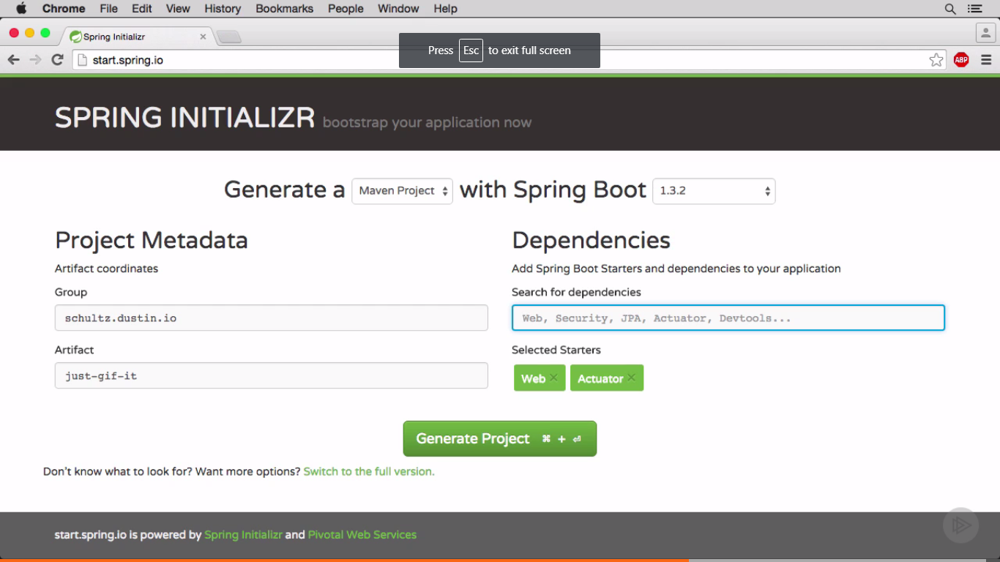 Chrome File Edit View History Bookmarks People Window Help
Spring Initializr
Press Esc to exit full screen
start.spring.io
ABP
SPRING INITIALIZR bootstrap your application now
Generate a Maven Project with Spring Boot 1.3.2
Project Metadata
Artifact coordinates
Group
schultz.dustin.io
Artifact
just-gif-it
Dependencies
Add Spring Boot Starters and dependencies to your application
Search for dependencies
Web, Security, JPA, Actuator, Devtools...
Selected Starters
Web × Actuator ×
Generate Project ⌘ + ⏎
Don't know what to look for? Want more options? Switch to the full version.
start.spring.io is powered by Spring Initializr and Pivotal Web Services